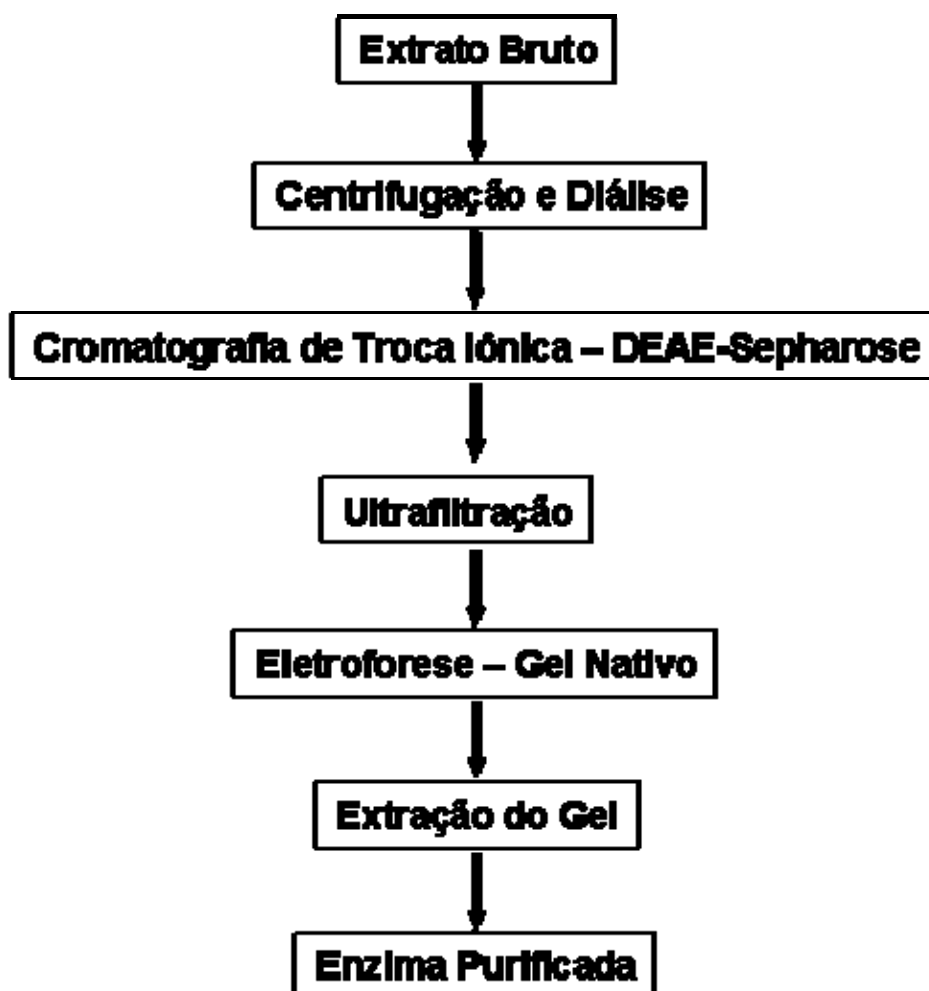 Extrato Bruto
Centrifugação e Diálise
Cromatografia de Troca Iônica – DEAE-Sepharose
Ultrafiltração
Eletroforese – Gel Nativo
Extração do Gel
Enzima Purificada